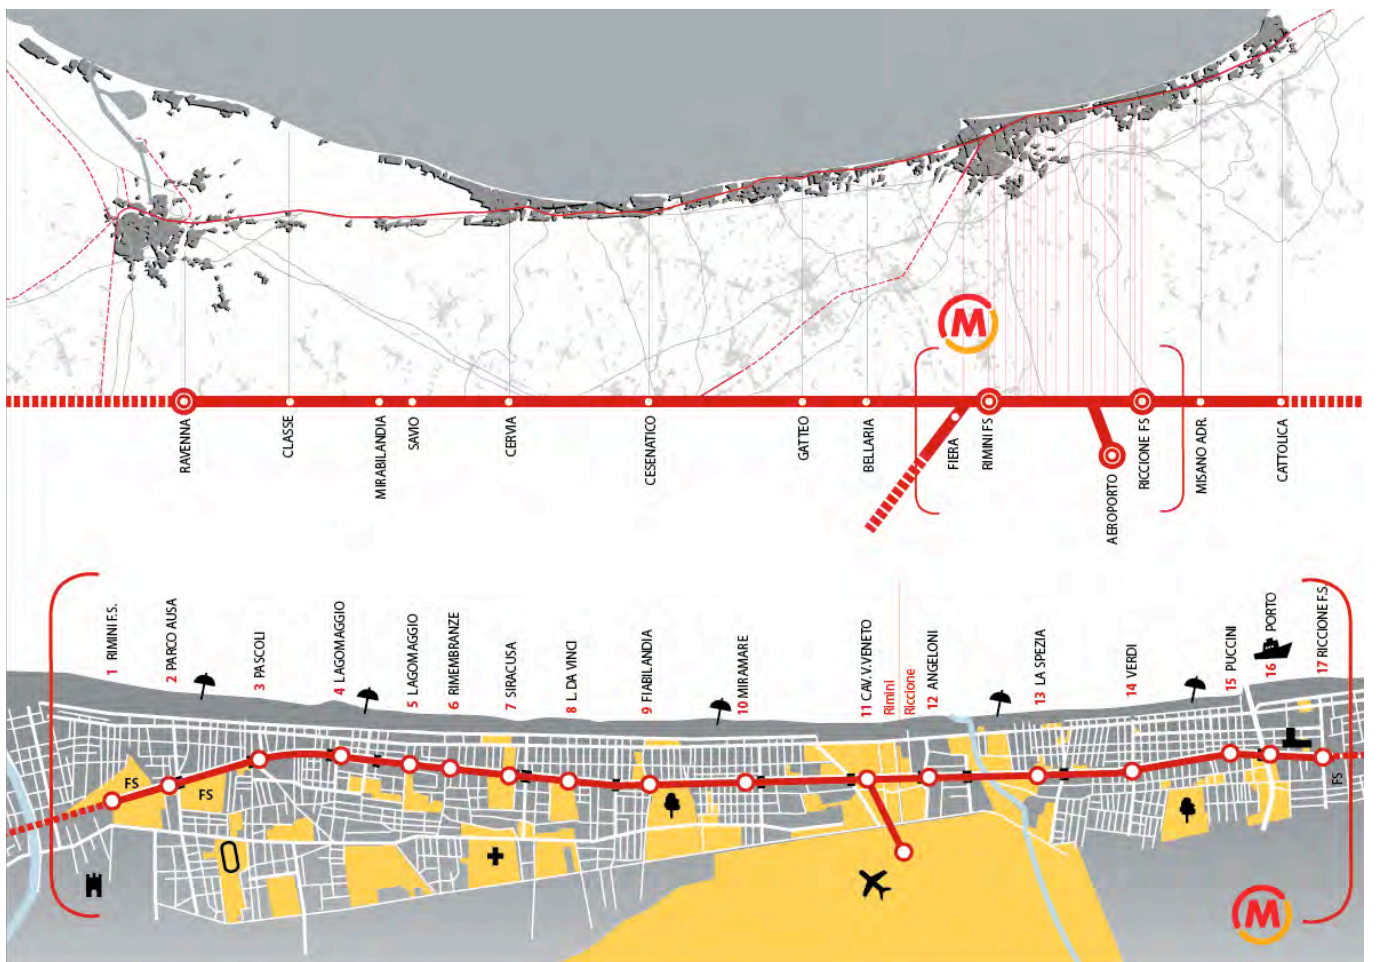 M
RAVENNA
CLASSE
MIRABILANDIA
SAVIO
CERVIA
CESENATICO
GATTEO
BELLARIA
FIERA
RIMINI FS
AEROPORTO
RICCIONE FS
MISANO ADR.
CATTOLICA
1 RIMINI F.S.
2 PARCO AUSA
3 PASCOLI
4 LAGOMAGGIO
5 LAGOMAGGIO
6 RIMEMBRANZE
7 SIRACUSA
8 L. DA VINCI
9 FIABILANDIA
10 MIRAMARE
11 CAV. V. VENETO
Rimini
Riccione
12 ANGELONI
13 LA SPEZIA
14 VERDI
15 PUCCINI
16 PORTO
17 RICCIONE F.S.
FS
FS
FS
M